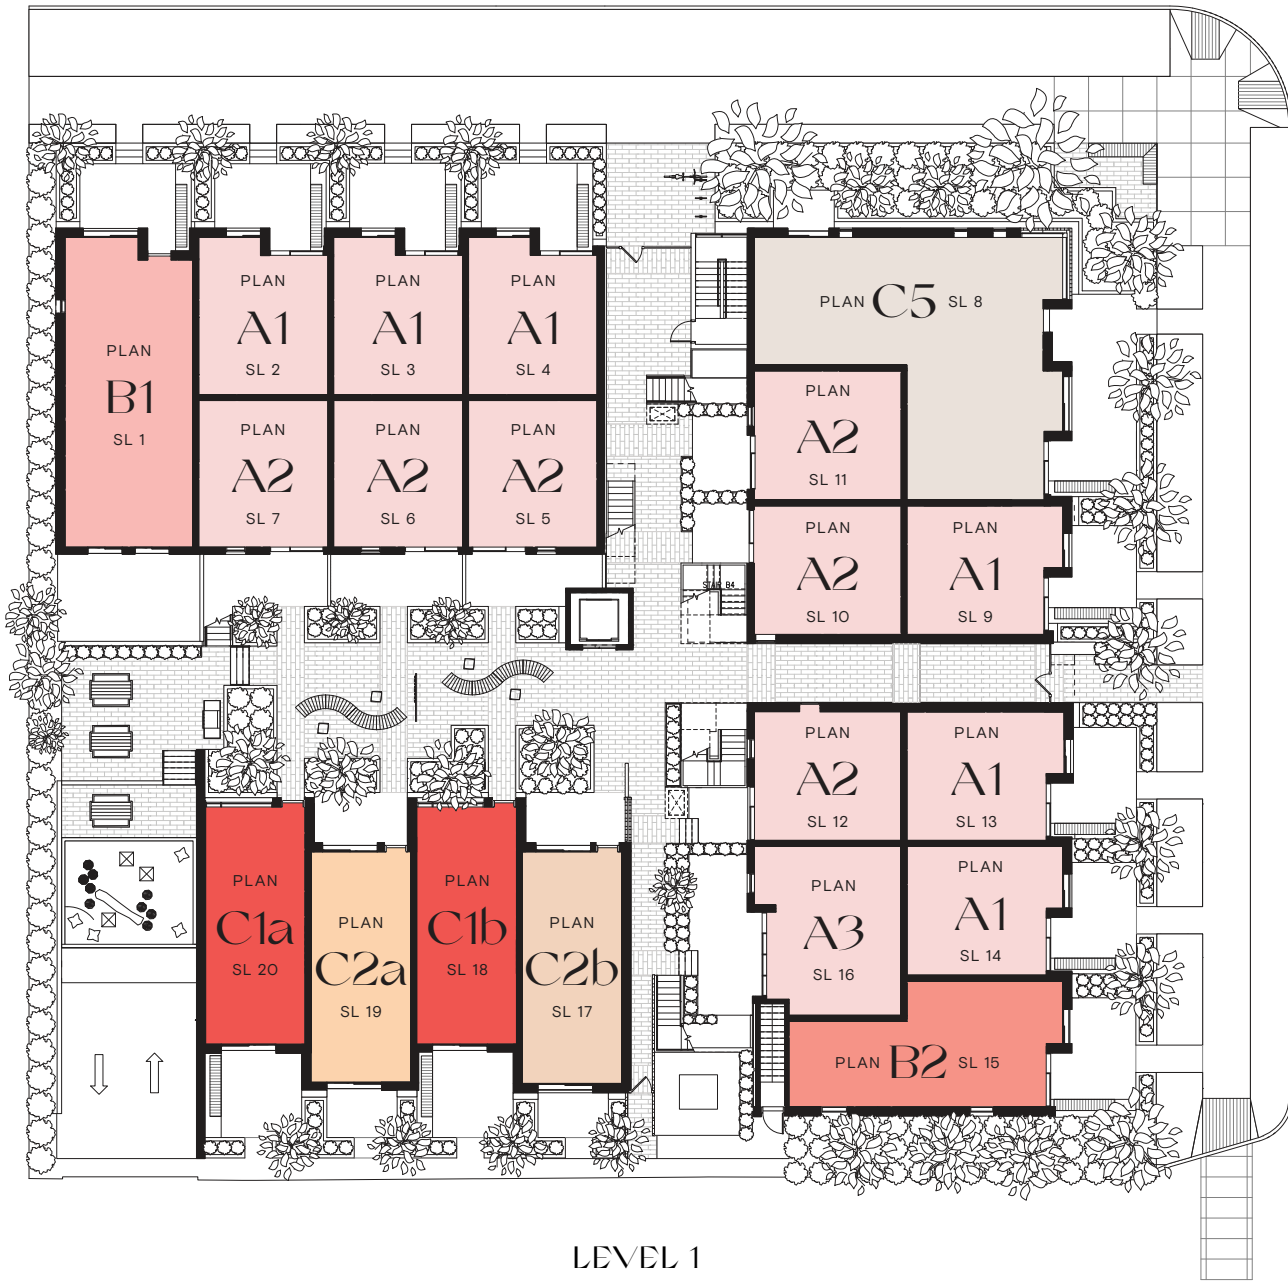 PLAN
B1
SL 1
PLAN
A1
SL 2
PLAN
A1
SL 3
PLAN
A1
SL 4
PLAN
A2
SL 7
PLAN
A2
SL 6
PLAN
A2
SL 5
PLAN C5 SL 8
PLAN
A2
SL 11
PLAN
A2
SL 10
PLAN
A1
SL 9
STAIR B4
PLAN
A2
SL 12
PLAN
A1
SL 13
PLAN
A3
SL 16
PLAN
A1
SL 14
PLAN B2 SL 15
PLAN
C1a
SL 20
PLAN
C2a
SL 19
PLAN
C1b
SL 18
PLAN
C2b
SL 17
LEVEL 1